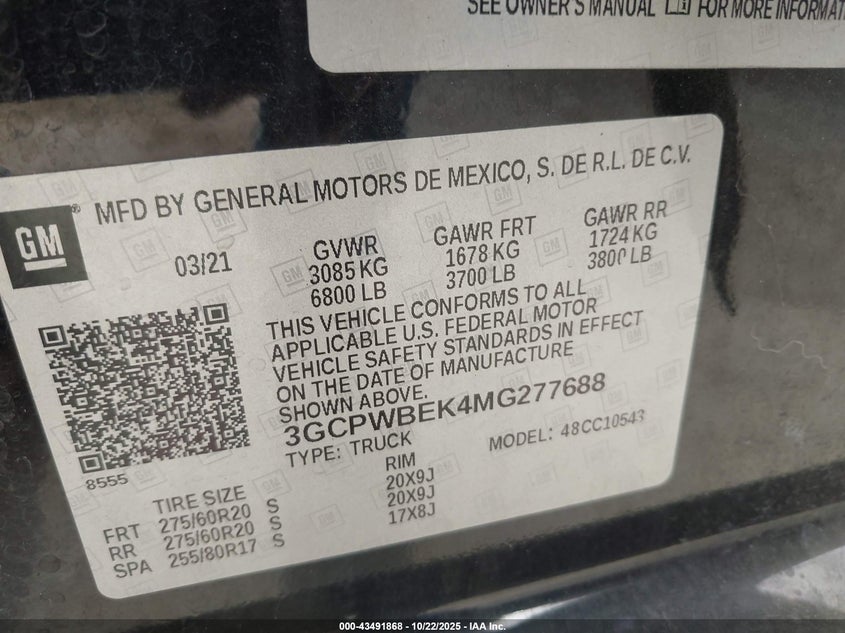 SEE OWNER'S MANUAL FOR MORE INFORMATI
MFD BY GENERAL MOTORS DE MEXICO, S. DE R.L. DE C.V.
GM ®
03/21
GVWR GAWR FRT GAWR RR
3085 KG 1678 KG 1724 KG
6800 LB 3700 LB 3800 LB
THIS VEHICLE CONFORMS TO ALL
APPLICABLE U.S. FEDERAL MOTOR
VEHICLE SAFETY STANDARDS IN EFFECT
ON THE DATE OF MANUFACTURE
SHOWN ABOVE.
3GCPWBEK4MG277688
TYPE: TRUCK MODEL: 48CC10543
8555
TIRE SIZE RIM
FRT 275/60R20 S 20X9J
RR 275/60R20 S 20X9J
SPA 255/80R17 S 17X8J
000-43491868 - 10/22/2025 - IAA Inc.